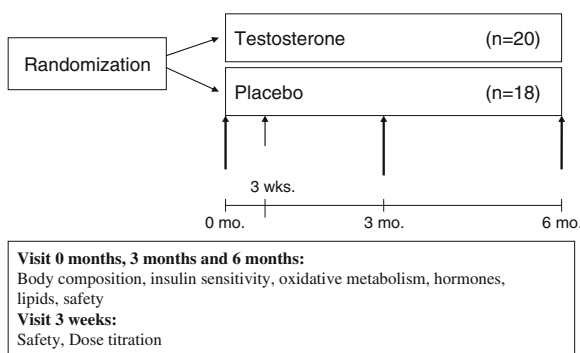 Testosterone (n=20)
Randomization
Placebo (n=18)
3 wks.
0 mo. 3 mo. 6 mo.
Visit 0 months, 3 months and 6 months:
Body composition, insulin sensitivity, oxidative metabolism, hormones,
lipids, safety
Visit 3 weeks:
Safety, Dose titration